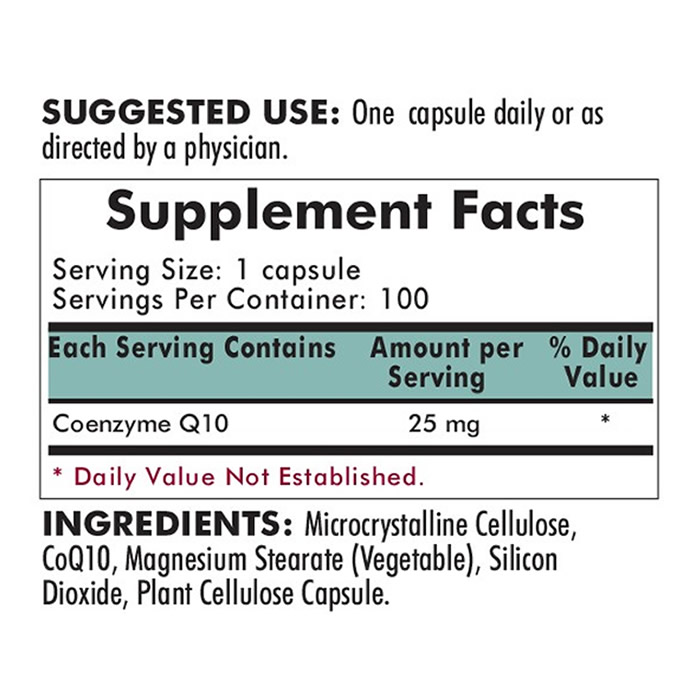 SUGGESTED USE: One capsule daily or as
directed by a physician.
Supplement Facts
Serving Size: 1 capsule
Servings Per Container: 100
Each Serving Contains Amount per % Daily
Serving Value
Coenzyme Q10 25 mg *
* Daily Value Not Established.
INGREDIENTS: Microcrystalline Cellulose,
CoQ10, Magnesium Stearate (Vegetable), Silicon
Dioxide, Plant Cellulose Capsule.